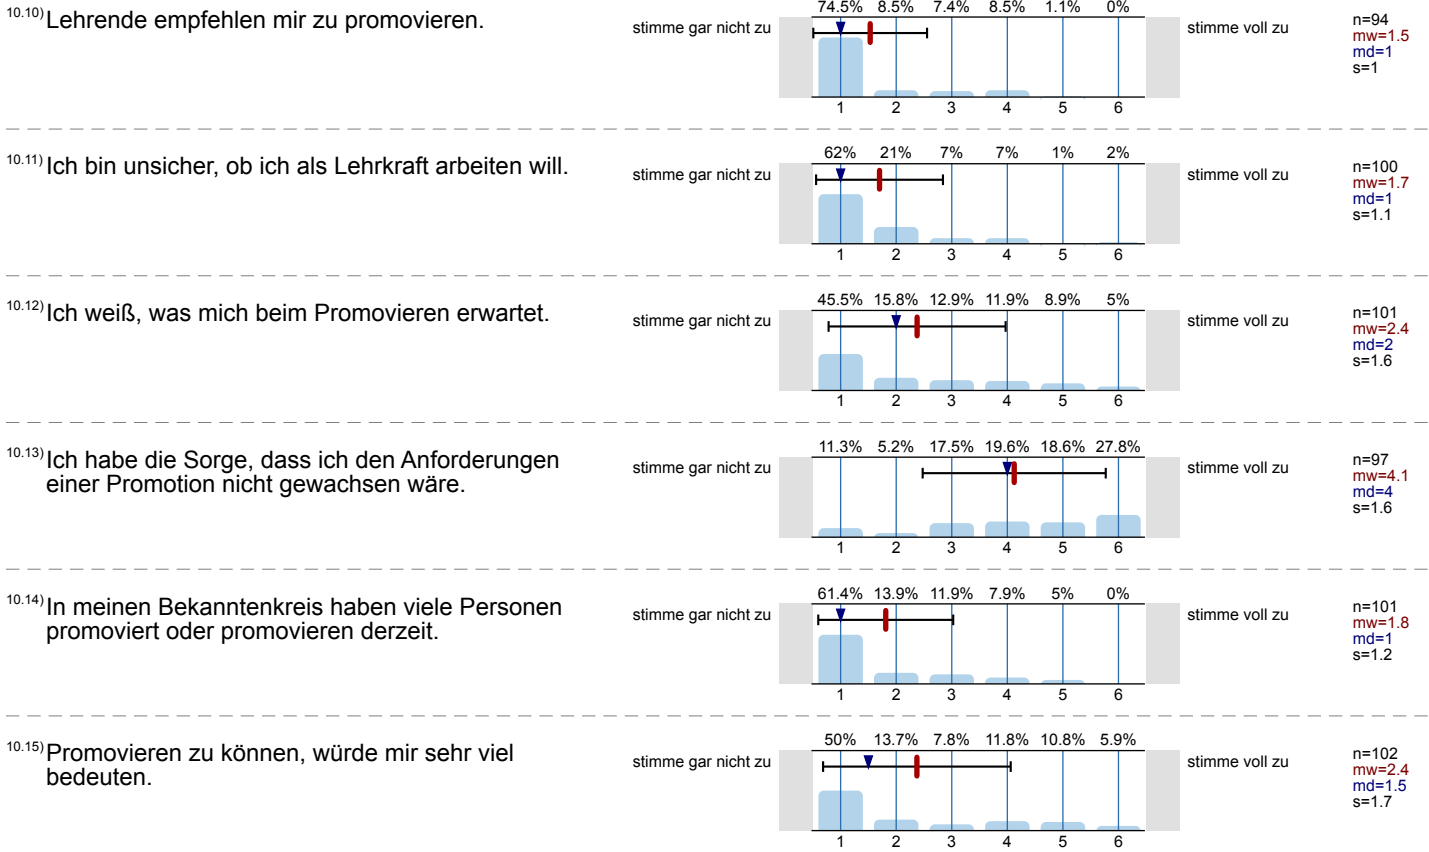 74.5% 8.5% 7.4% 8.5% 1.1% 0%
10.10) Lehrende empfehlen mir zu promovieren.
stimme gar nicht zu
stimme voll zu
n=94
mw=1.5
md=1
s=1
1 2 3 4 5 6
62% 21% 7% 7% 1% 2%
10.11) Ich bin unsicher, ob ich als Lehrkraft arbeiten will.
stimme gar nicht zu
stimme voll zu
n=100
mw=1.7
md=1
s=1.1
1 2 3 4 5 6
45.5% 15.8% 12.9% 11.9% 8.9% 5%
10.12) Ich weiß, was mich beim Promovieren erwartet.
stimme gar nicht zu
stimme voll zu
n=101
mw=2.4
md=2
s=1.6
1 2 3 4 5 6
11.3% 5.2% 17.5% 19.6% 18.6% 27.8%
10.13) Ich habe die Sorge, dass ich den Anforderungen
einer Promotion nicht gewachsen wäre.
stimme gar nicht zu
stimme voll zu
n=97
mw=4.1
md=4
s=1.6
1 2 3 4 5 6
61.4% 13.9% 11.9% 7.9% 5% 0%
10.14) In meinen Bekanntenkreis haben viele Personen
promoviert oder promovieren derzeit.
stimme gar nicht zu
stimme voll zu
n=101
mw=1.8
md=1
s=1.2
1 2 3 4 5 6
50% 13.7% 7.8% 11.8% 10.8% 5.9%
10.15) Promovieren zu können, würde mir sehr viel
bedeuten.
stimme gar nicht zu
stimme voll zu
n=102
mw=2.4
md=1.5
s=1.7
1 2 3 4 5 6